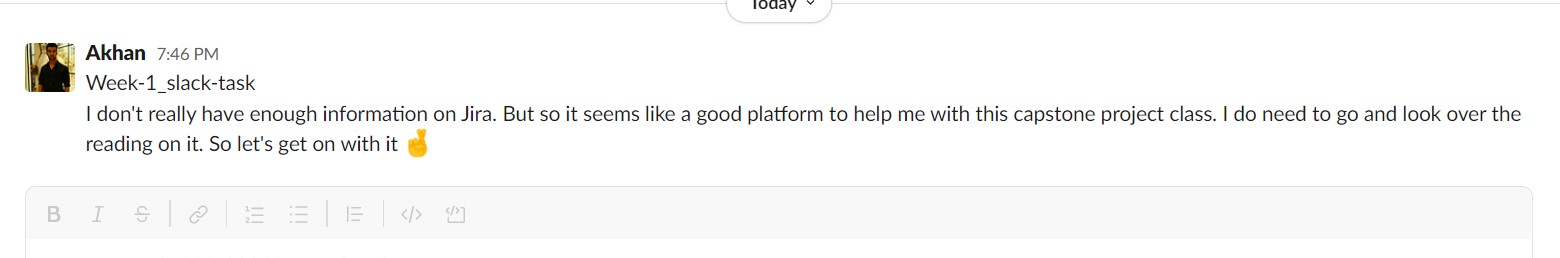 Today
Akhan 7:46 PM
Week-1_slack-task
I don't really have enough information on Jira. But so it seems like a good platform to help me with this capstone project class. I do need to go and look over the
reading on it. So let's get on with it 🤞
B I S